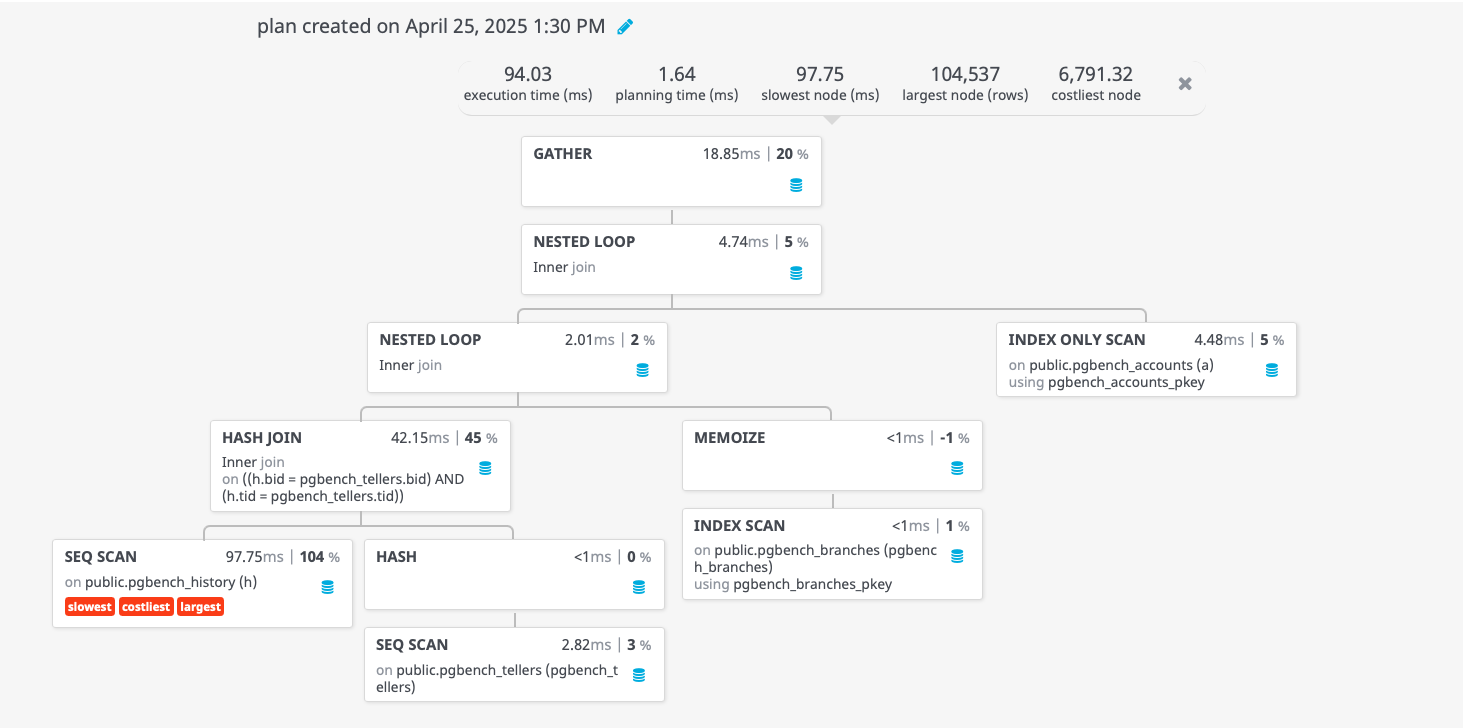 plan created on April 25, 2025 1:30 PM
94.03 1.64 97.75 104,537 6,791.32
execution time (ms) planning time (ms) slowest node (ms) largest node (rows) costliest node
GATHER 18.85ms | 20 %
NESTED LOOP 4.74ms | 5 %
Inner join
NESTED LOOP 2.01ms | 2 %
Inner join
INDEX ONLY SCAN 4.48ms | 5 %
on public.pgbench_accounts (a)
using pgbench_accounts_pkey
HASH JOIN 42.15ms | 45 %
Inner join
on ((h.bid = pgbench_tellers.bid) AND
(h.tid = pgbench_tellers.tid))
MEMOIZE <1ms | -1 %
INDEX SCAN <1ms | 1 %
on public.pgbench_branches (pgbenc
h_branches)
using pgbench_branches_pkey
SEQ SCAN 97.75ms | 104 %
on public.pgbench_history (h)
slowest costliest largest
HASH <1ms | 0 %
SEQ SCAN 2.82ms | 3 %
on public.pgbench_tellers (pgbench_t
ellers)